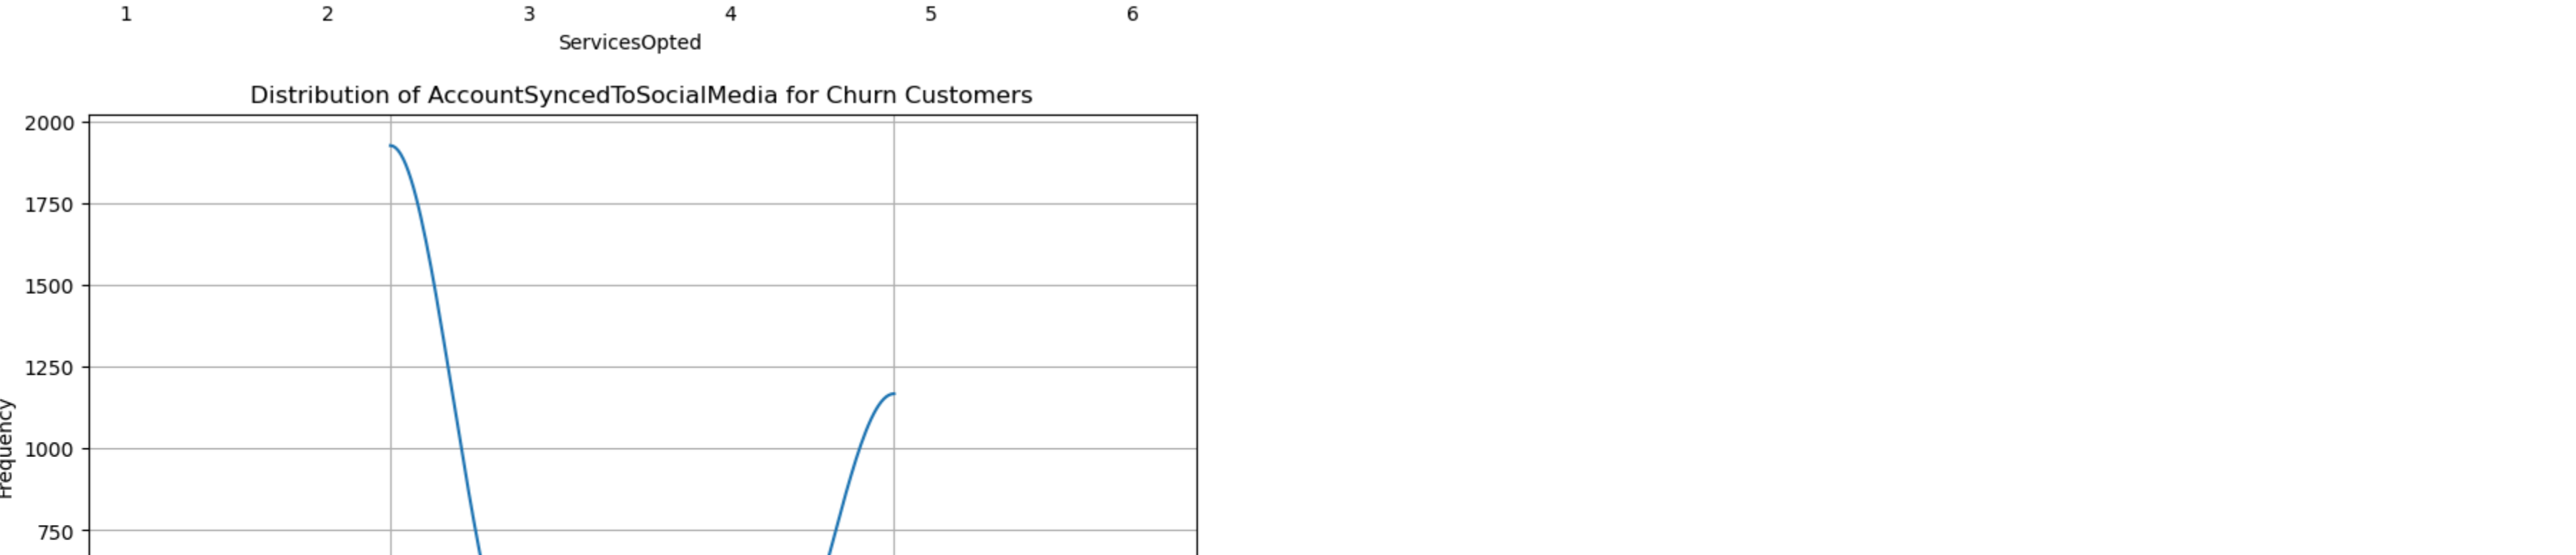 1 2 3 4 5 6
ServicesOpted
Distribution of AccountSyncedToSocialMedia for Churn Customers
2000
1750
1500
1250
1000
750
Frequency